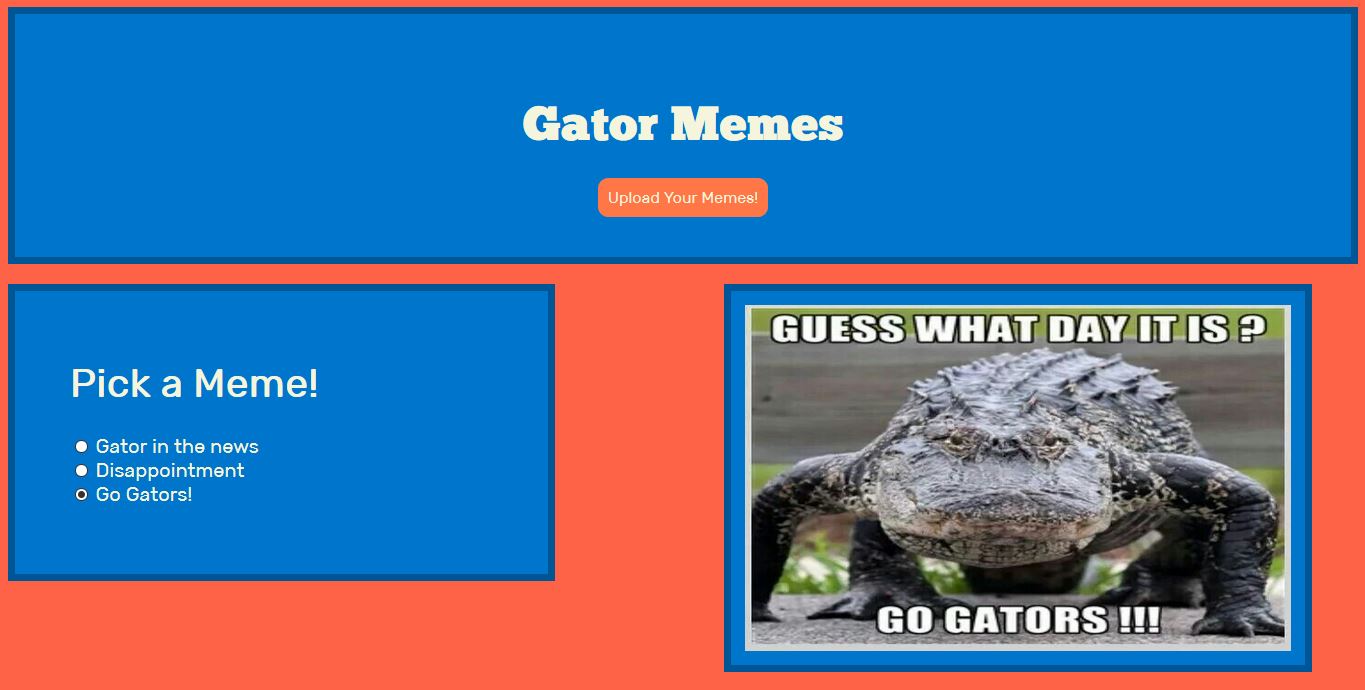 Gator Memes
Upload Your Memes!
Pick a Meme!
Gator in the news
Disappointment
Go Gators!
GUESS WHAT DAY IT IS ?
GO GATORS !!!